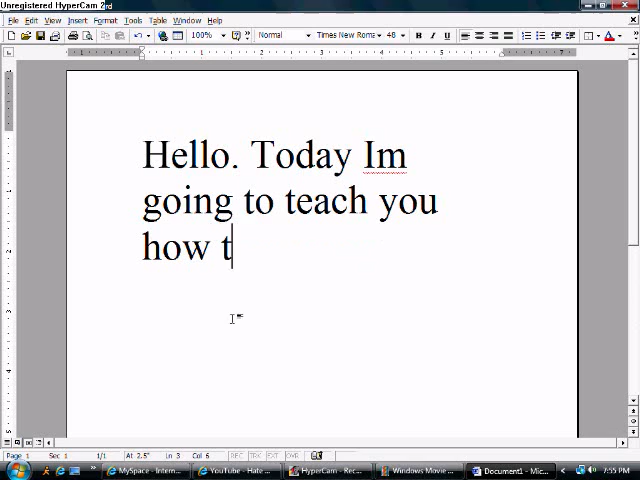 Unregistered HyperCam 2
File Edit View Insert Format Tools Table Window Help
100% Normal Times New Roma 48 B I U
Hello. Today Im
going to teach you
how t
Page 1 Sec 1 1/1 At 2.5" Ln 3 Col 6 REC TRK EXT OVR
MySpace - Intern... YouTube - Hate ... HyperCam - Rec... Windows Movie ... Document1 - Mic... 7:55 PM